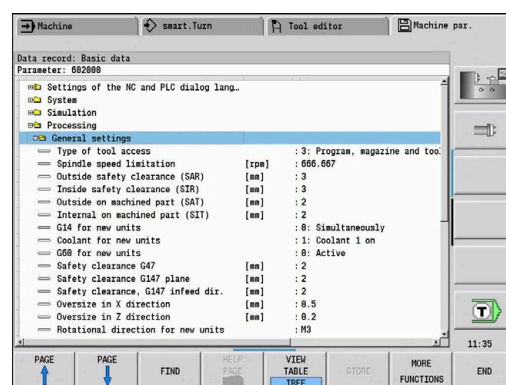 Machine
smart.Turn
Tool editor
Machine par.
Data record: Basic data
Parameter: 602000
Settings of the NC and PLC dialog lang…
System
Simulation
Processing
General settings
Type of tool access : 3: Program, magazine and too
Spindle speed limitation [rpm] : 666.667
Outside safety clearance (SAR) [mm] : 3
Inside safety clearance (SIR) [mm] : 3
Outside on machined part (SAT) [mm] : 2
Internal on machined part (SIT) [mm] : 2
G14 for new units : 0: Simultaneously
Coolant for new units : 1: Coolant 1 on
G60 for new units : 0: Active
Safety clearance G47 [mm] : 2
Safety clearance G147 plane [mm] : 2
Safety clearance, G147 infeed dir. [mm] : 2
Oversize in X direction [mm] : 0.5
Oversize in Z direction [mm] : 0.2
Rotational direction for new units : M3
T
11:35
PAGE
PAGE
FIND
HELP PAGE
VIEW TABLE TREE
STORE
MORE FUNCTIONS
END